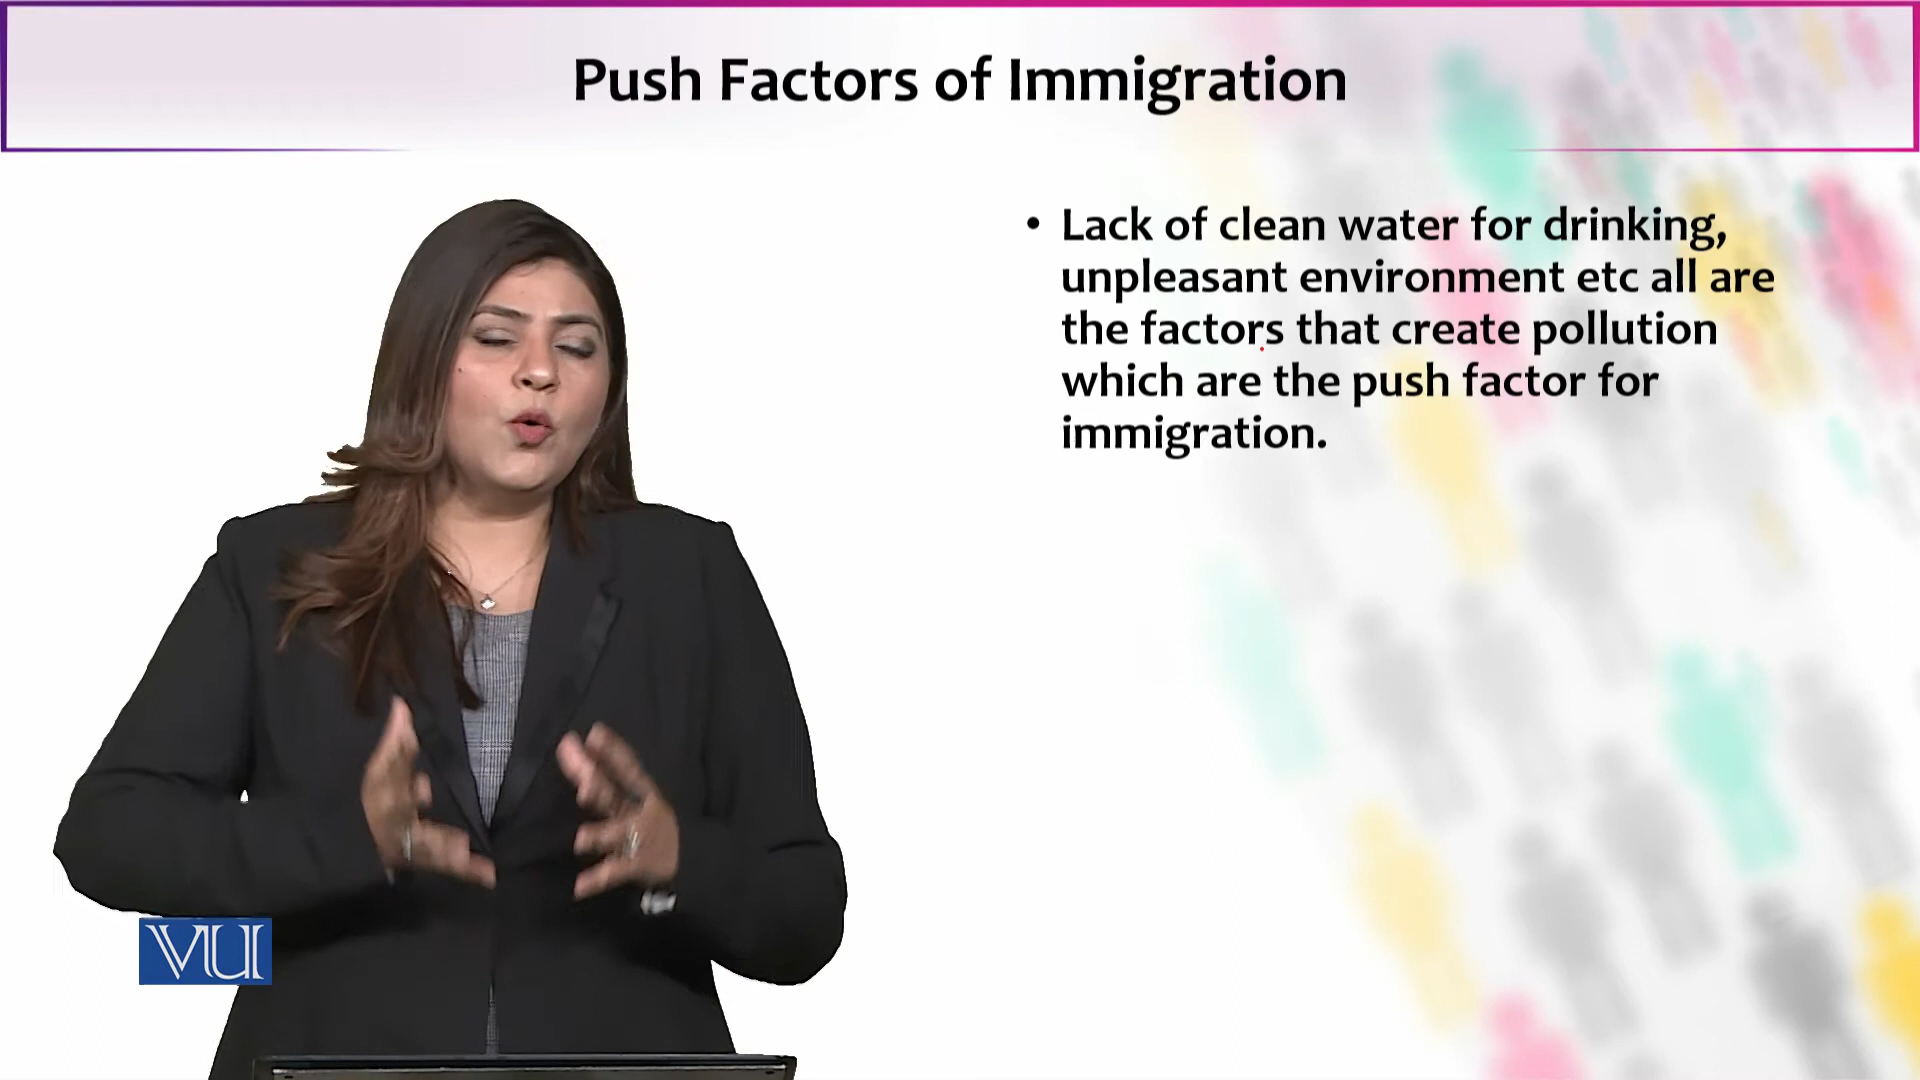 Push Factors of Immigration
• Lack of clean water for drinking,
unpleasant environment etc all are
the factors that create pollution
which are the push factor for
immigration.
VU